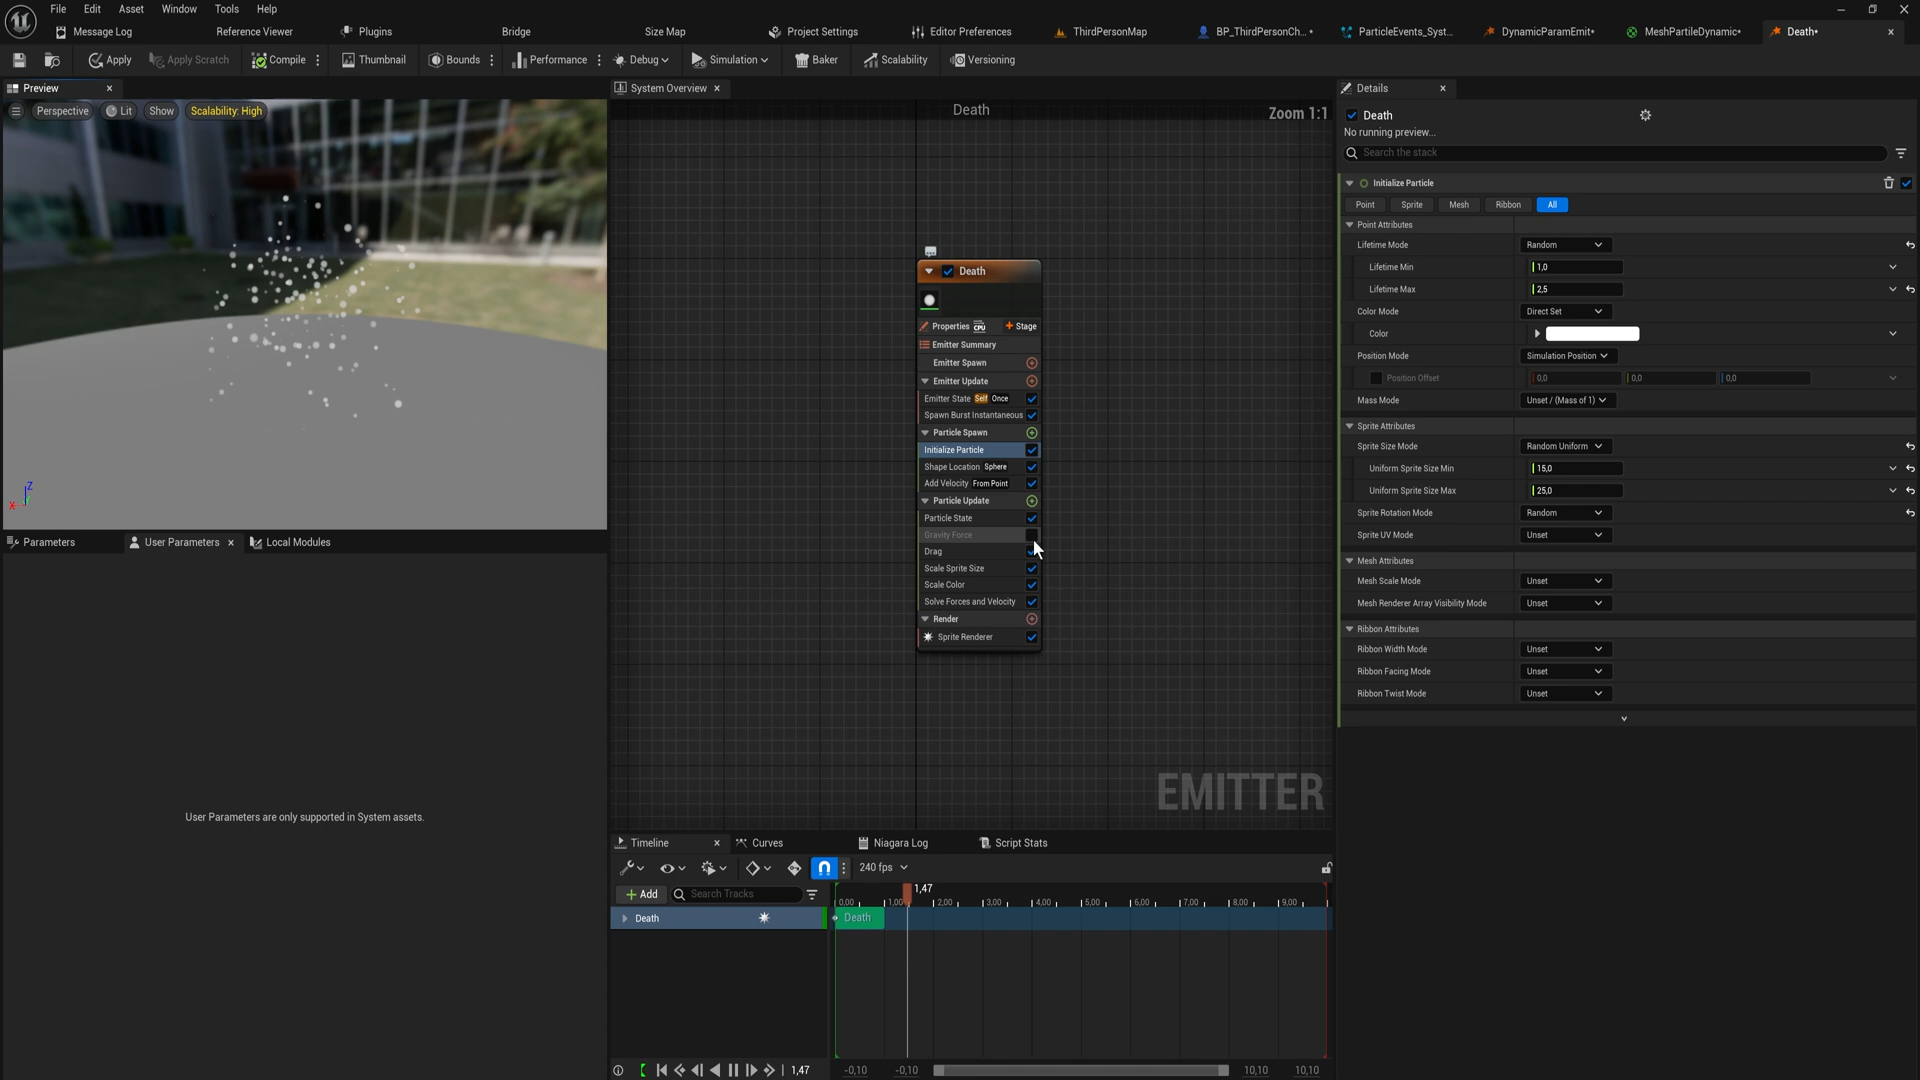 File Edit Asset Window Tools Help
Message Log Reference Viewer Plugins Bridge Size Map Project Settings Editor Preferences ThirdPersonMap BP_ThirdPersonCh...* ParticleEvents_Syst... DynamicParamEmit* MeshPartileDynamic* Death*
Apply Apply Scratch Compile Thumbnail Bounds Performance Debug Simulation Baker Scalability Versioning
Preview
Perspective Lit Show Scalability: High
Z
X
System Overview
Death
Zoom 1:1
Death
Properties CPU Stage
Emitter Summary
Emitter Spawn
Emitter Update
Emitter State Self Once
Spawn Burst Instantaneous
Particle Spawn
Initialize Particle
Shape Location Sphere
Add Velocity From Point
Particle Update
Particle State
Gravity Force
Drag
Scale Sprite Size
Scale Color
Solve Forces and Velocity
Render
Sprite Renderer
EMITTER
Parameters User Parameters Local Modules
User Parameters are only supported in System assets.
Timeline Curves Niagara Log Script Stats
240 fps
Add Search Tracks
1,47
0,00 1,00 2,00 3,00 4,00 5,00 6,00 7,00 8,00 9,00
Death Death
1,47 -0,10 -0,10 10,10 10,10
Details
Death
No running preview...
Search the stack
Initialize Particle
Point Sprite Mesh Ribbon All
Point Attributes
Lifetime Mode Random
Lifetime Min 1,0
Lifetime Max 2,5
Color Mode Direct Set
Color
Position Mode Simulation Position
Position Offset 0,0 0,0 0,0
Mass Mode Unset / (Mass of 1)
Sprite Attributes
Sprite Size Mode Random Uniform
Uniform Sprite Size Min 15,0
Uniform Sprite Size Max 25,0
Sprite Rotation Mode Random
Sprite UV Mode Unset
Mesh Attributes
Mesh Scale Mode Unset
Mesh Renderer Array Visibility Mode Unset
Ribbon Attributes
Ribbon Width Mode Unset
Ribbon Facing Mode Unset
Ribbon Twist Mode Unset